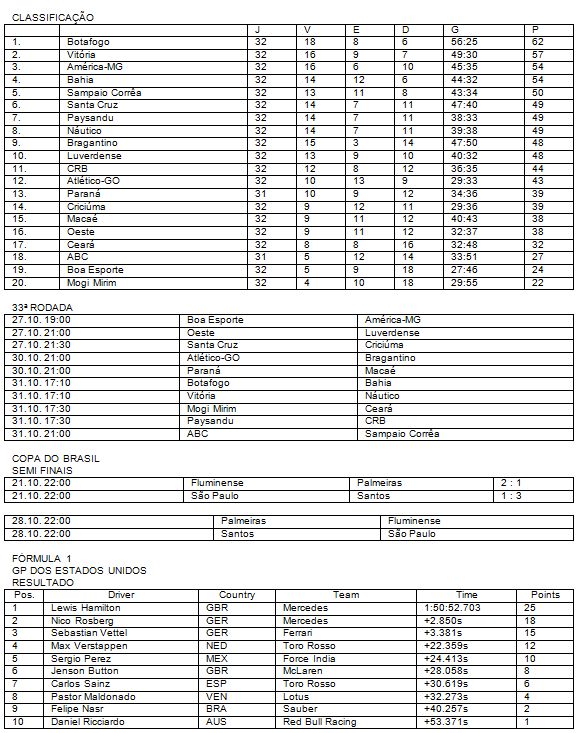 CLASSIFICAÇÃO
J V E D G P
1. Botafogo 32 18 8 6 56:25 62
2. Vitória 32 16 9 7 49:30 57
3. América-MG 32 16 6 10 45:35 54
4. Bahia 32 14 12 6 44:32 54
5. Sampaio Corrêa 32 13 11 8 43:34 50
6. Santa Cruz 32 14 7 11 47:40 49
7. Paysandu 32 14 7 11 38:33 49
8. Náutico 32 14 7 11 39:38 49
9. Bragantino 32 15 3 14 47:50 48
10. Luverdense 32 13 9 10 40:32 48
11. CRB 32 12 8 12 36:35 44
12. Atlético-GO 32 10 13 9 29:33 43
13. Paraná 31 10 9 12 34:36 39
14. Criciúma 32 9 12 11 29:36 39
15. Macaé 32 9 11 12 40:43 38
16. Oeste 32 9 11 12 32:37 38
17. Ceará 32 8 8 16 32:48 32
18. ABC 31 5 12 14 33:51 27
19. Boa Esporte 32 5 9 18 27:46 24
20. Mogi Mirim 32 4 10 18 29:55 22
33ª RODADA
27.10. 19:00 Boa Esporte América-MG
27.10. 21:00 Oeste Luverdense
27.10. 21:30 Santa Cruz Criciúma
30.10. 21:00 Atlético-GO Bragantino
30.10. 21:00 Paraná Macaé
31.10. 17:10 Botafogo Bahia
31.10. 17:10 Vitória Náutico
31.10. 17:30 Mogi Mirim Ceará
31.10. 17:30 Paysandu CRB
31.10. 21:00 ABC Sampaio Corrêa
COPA DO BRASIL
SEMI FINAIS
21.10. 22:00 Fluminense Palmeiras 2 : 1
21.10. 22:00 São Paulo Santos 1 : 3
28.10. 22:00 Palmeiras Fluminense
28.10. 22:00 Santos São Paulo
FÓRMULA 1
GP DOS ESTADOS UNIDOS
RESULTADO
Pos. Driver Country Team Time Points
1 Lewis Hamilton GBR Mercedes 1:50:52.703 25
2 Nico Rosberg GER Mercedes +2.850s 18
3 Sebastian Vettel GER Ferrari +3.381s 15
4 Max Verstappen NED Toro Rosso +22.359s 12
5 Sergio Perez MEX Force India +24.413s 10
6 Jenson Button GBR McLaren +28.058s 8
7 Carlos Sainz ESP Toro Rosso +30.619s 6
8 Pastor Maldonado VEN Lotus +32.273s 4
9 Felipe Nasr BRA Sauber +40.257s 2
10 Daniel Ricciardo AUS Red Bull Racing +53.371s 1